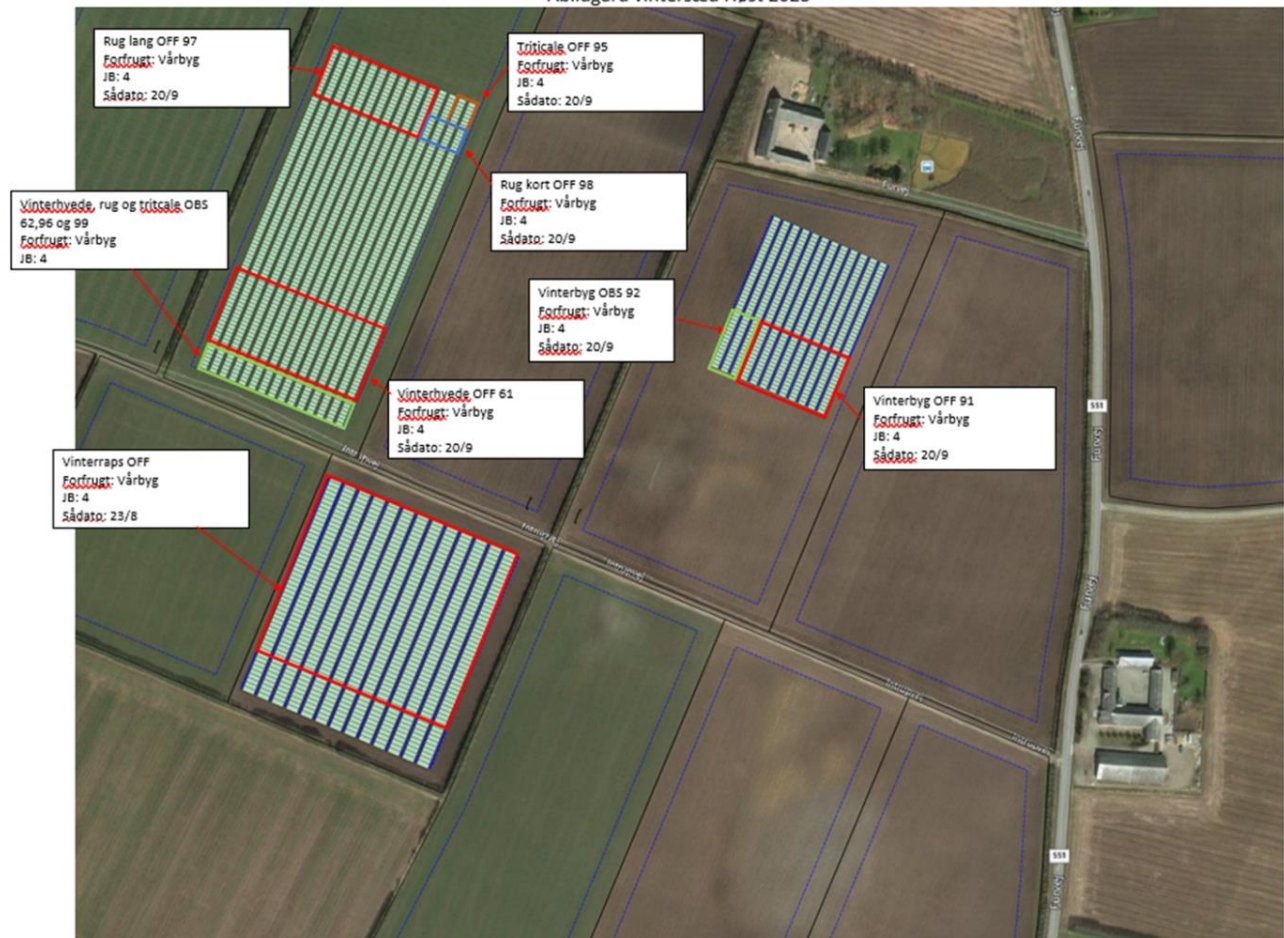 Rug lang OFF 97
Forfrugt: Vårbyg
JB: 4
Sådato: 20/9
Triticale OFF 95
Forfrugt: Vårbyg
JB: 4
Sådato: 20/9
Rug kort OFF 98
Forfrugt: Vårbyg
JB: 4
Sådato: 20/9
Vinterhvede, rug og tritcale OBS
62,96 og 99
Forfrugt: Vårbyg
JB: 4
Vinterbyg OBS 92
Forfrugt: Vårbyg
JB: 4
Sådato: 20/9
Vinterhvede OFF 61
Forfrugt: Vårbyg
JB: 4
Sådato: 20/9
Vinterbyg OFF 91
Forfrugt: Vårbyg
JB: 4
Sådato: 20/9
Vinterraps OFF
Forfrugt: Vårbyg
JB: 4
Sådato: 23/8
Furvej
551
Furvej
Furvej
551
Furvej